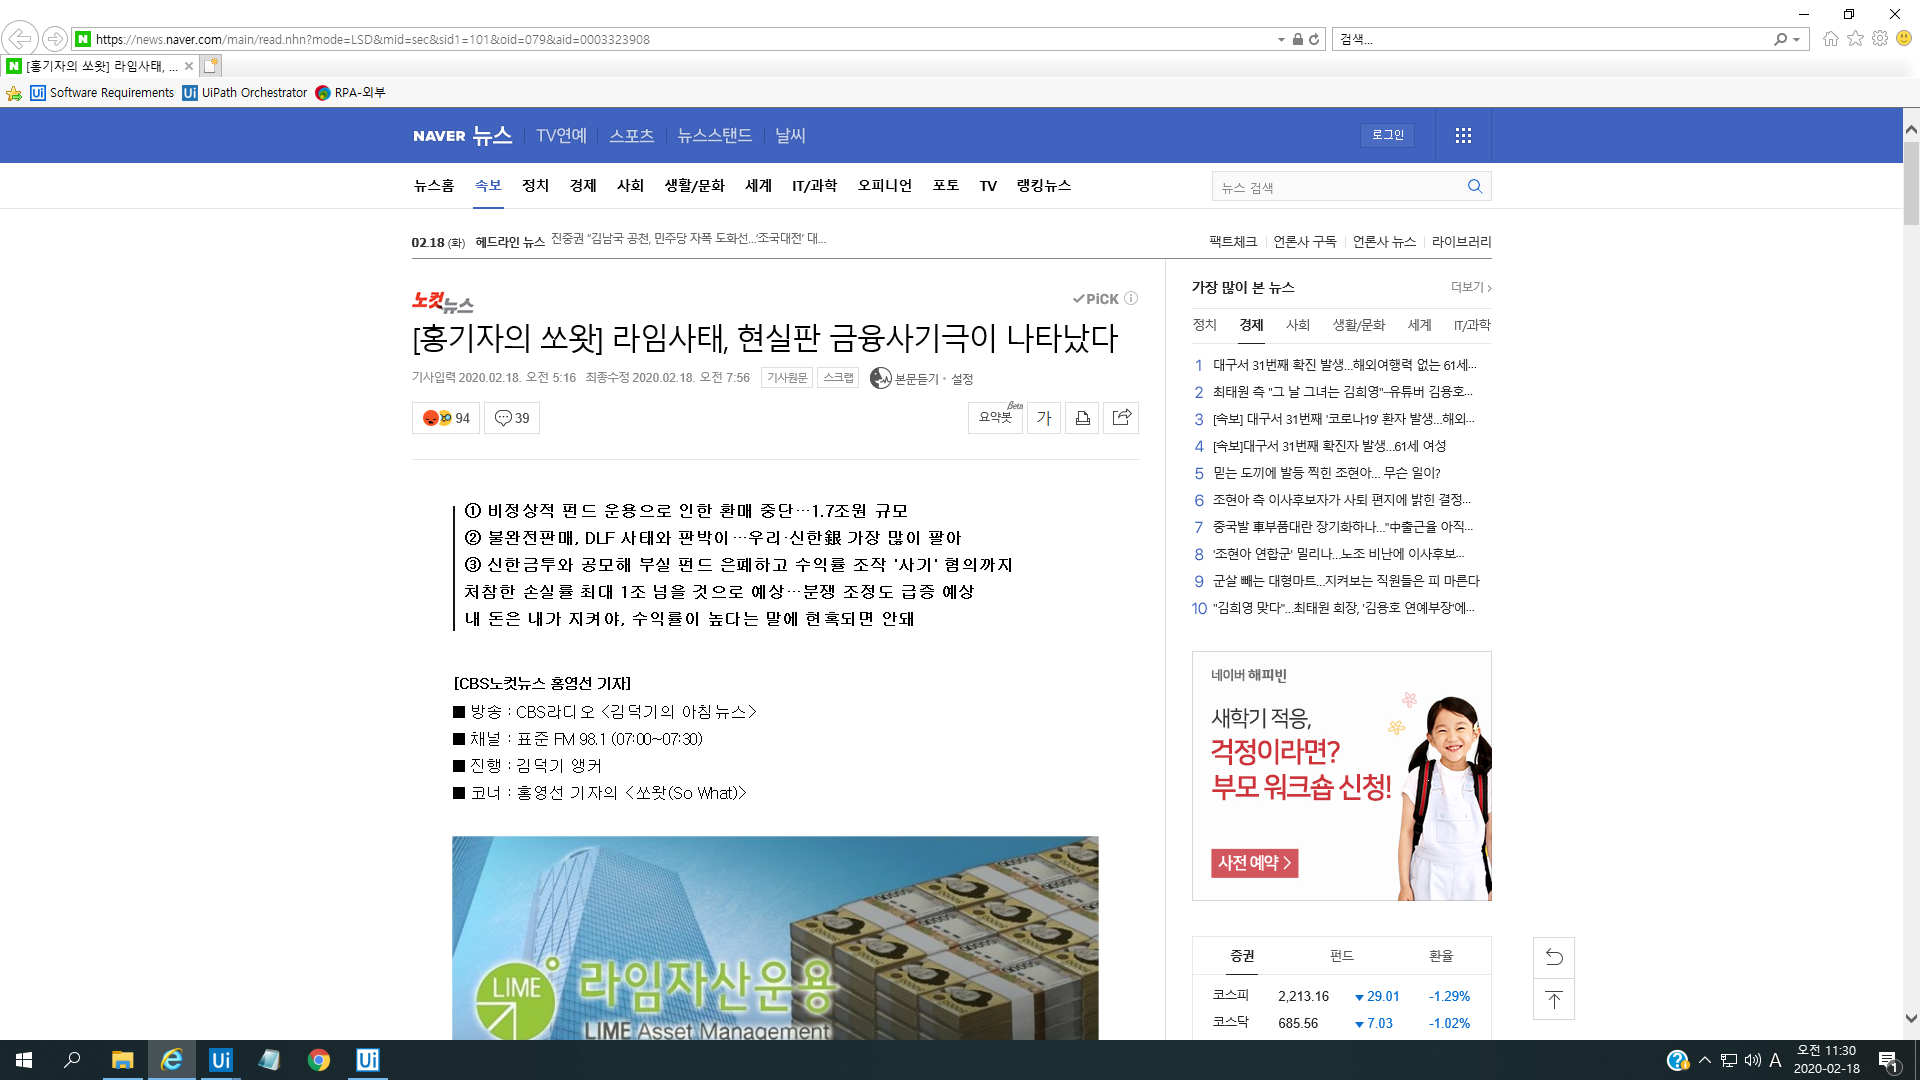 https://news.naver.com/main/read.nhn?mode=LSD&mid=sec&sid1=101&oid=079&aid=0003323908
검색...
[홍기자의 쏘왓] 라임사태, ...
Software Requirements
UiPath Orchestrator
RPA-외부
NAVER 뉴스 TV연예 스포츠 뉴스스탠드 날씨
로그인
뉴스홈 속보 정치 경제 사회 생활/문화 세계 IT/과학 오피니언 포토 TV 랭킹뉴스
뉴스 검색
02.18 (화) 헤드라인 뉴스 진중권 "김남국 공천, 민주당 자폭 도화선…'조국대전' 대...
팩트체크 언론사 구독 언론사 뉴스 라이브러리
노컷뉴스
PiCK
[홍기자의 쏘왓] 라임사태, 현실판 금융사기극이 나타났다
기사입력 2020.02.18. 오전 5:16 최종수정 2020.02.18. 오전 7:56 기사원문 스크랩 본문듣기 · 설정
94 39
요약봇 Beta 가
① 비정상적 펀드 운용으로 인한 환매 중단…1.7조원 규모
② 불완전판매, DLF 사태와 판박이…우리·신한銀 가장 많이 팔아
③ 신한금투와 공모해 부실 펀드 은폐하고 수익률 조작 '사기' 혐의까지
처참한 손실률 최대 1조 넘을 것으로 예상…분쟁 조정도 급증 예상
내 돈은 내가 지켜야, 수익률이 높다는 말에 현혹되면 안돼
[CBS노컷뉴스 홍영선 기자]
■ 방송 : CBS라디오 <김덕기의 아침뉴스>
■ 채널 : 표준 FM 98.1 (07:00~07:30)
■ 진행 : 김덕기 앵커
■ 코너 : 홍영선 기자의 <쏘왓(So What)>
LIME 라임자산운용
LIME Asset Management
가장 많이 본 뉴스 더보기
정치 경제 사회 생활/문화 세계 IT/과학
1 대구서 31번째 확진 발생…해외여행력 없는 61세…
2 최태원 측 "그 날 그녀는 김희영"–유튜버 김용호…
3 [속보] 대구서 31번째 '코로나19' 환자 발생…해외…
4 [속보]대구서 31번째 확진자 발생…61세 여성
5 믿는 도끼에 발등 찍힌 조현아… 무슨 일이?
6 조현아 측 이사후보자가 사퇴 편지에 밝힌 결정…
7 중국발 車부품대란 장기화하나…"中출근율 아직…
8 '조현아 연합군' 밀리나…노조 비난에 이사후보…
9 군살 빼는 대형마트…지켜보는 직원들은 피 마른다
10 "김희영 맞다"…최태원 회장, '김용호 연예부장'에…
네이버 해피빈
새학기 적응,
걱정이라면?
부모 워크숍 신청!
사전 예약 >
증권 펀드 환율
코스피 2,213.16 ▼29.01 -1.29%
코스닥 685.56 ▼7.03 -1.02%
A
오전 11:30
2020-02-18
1